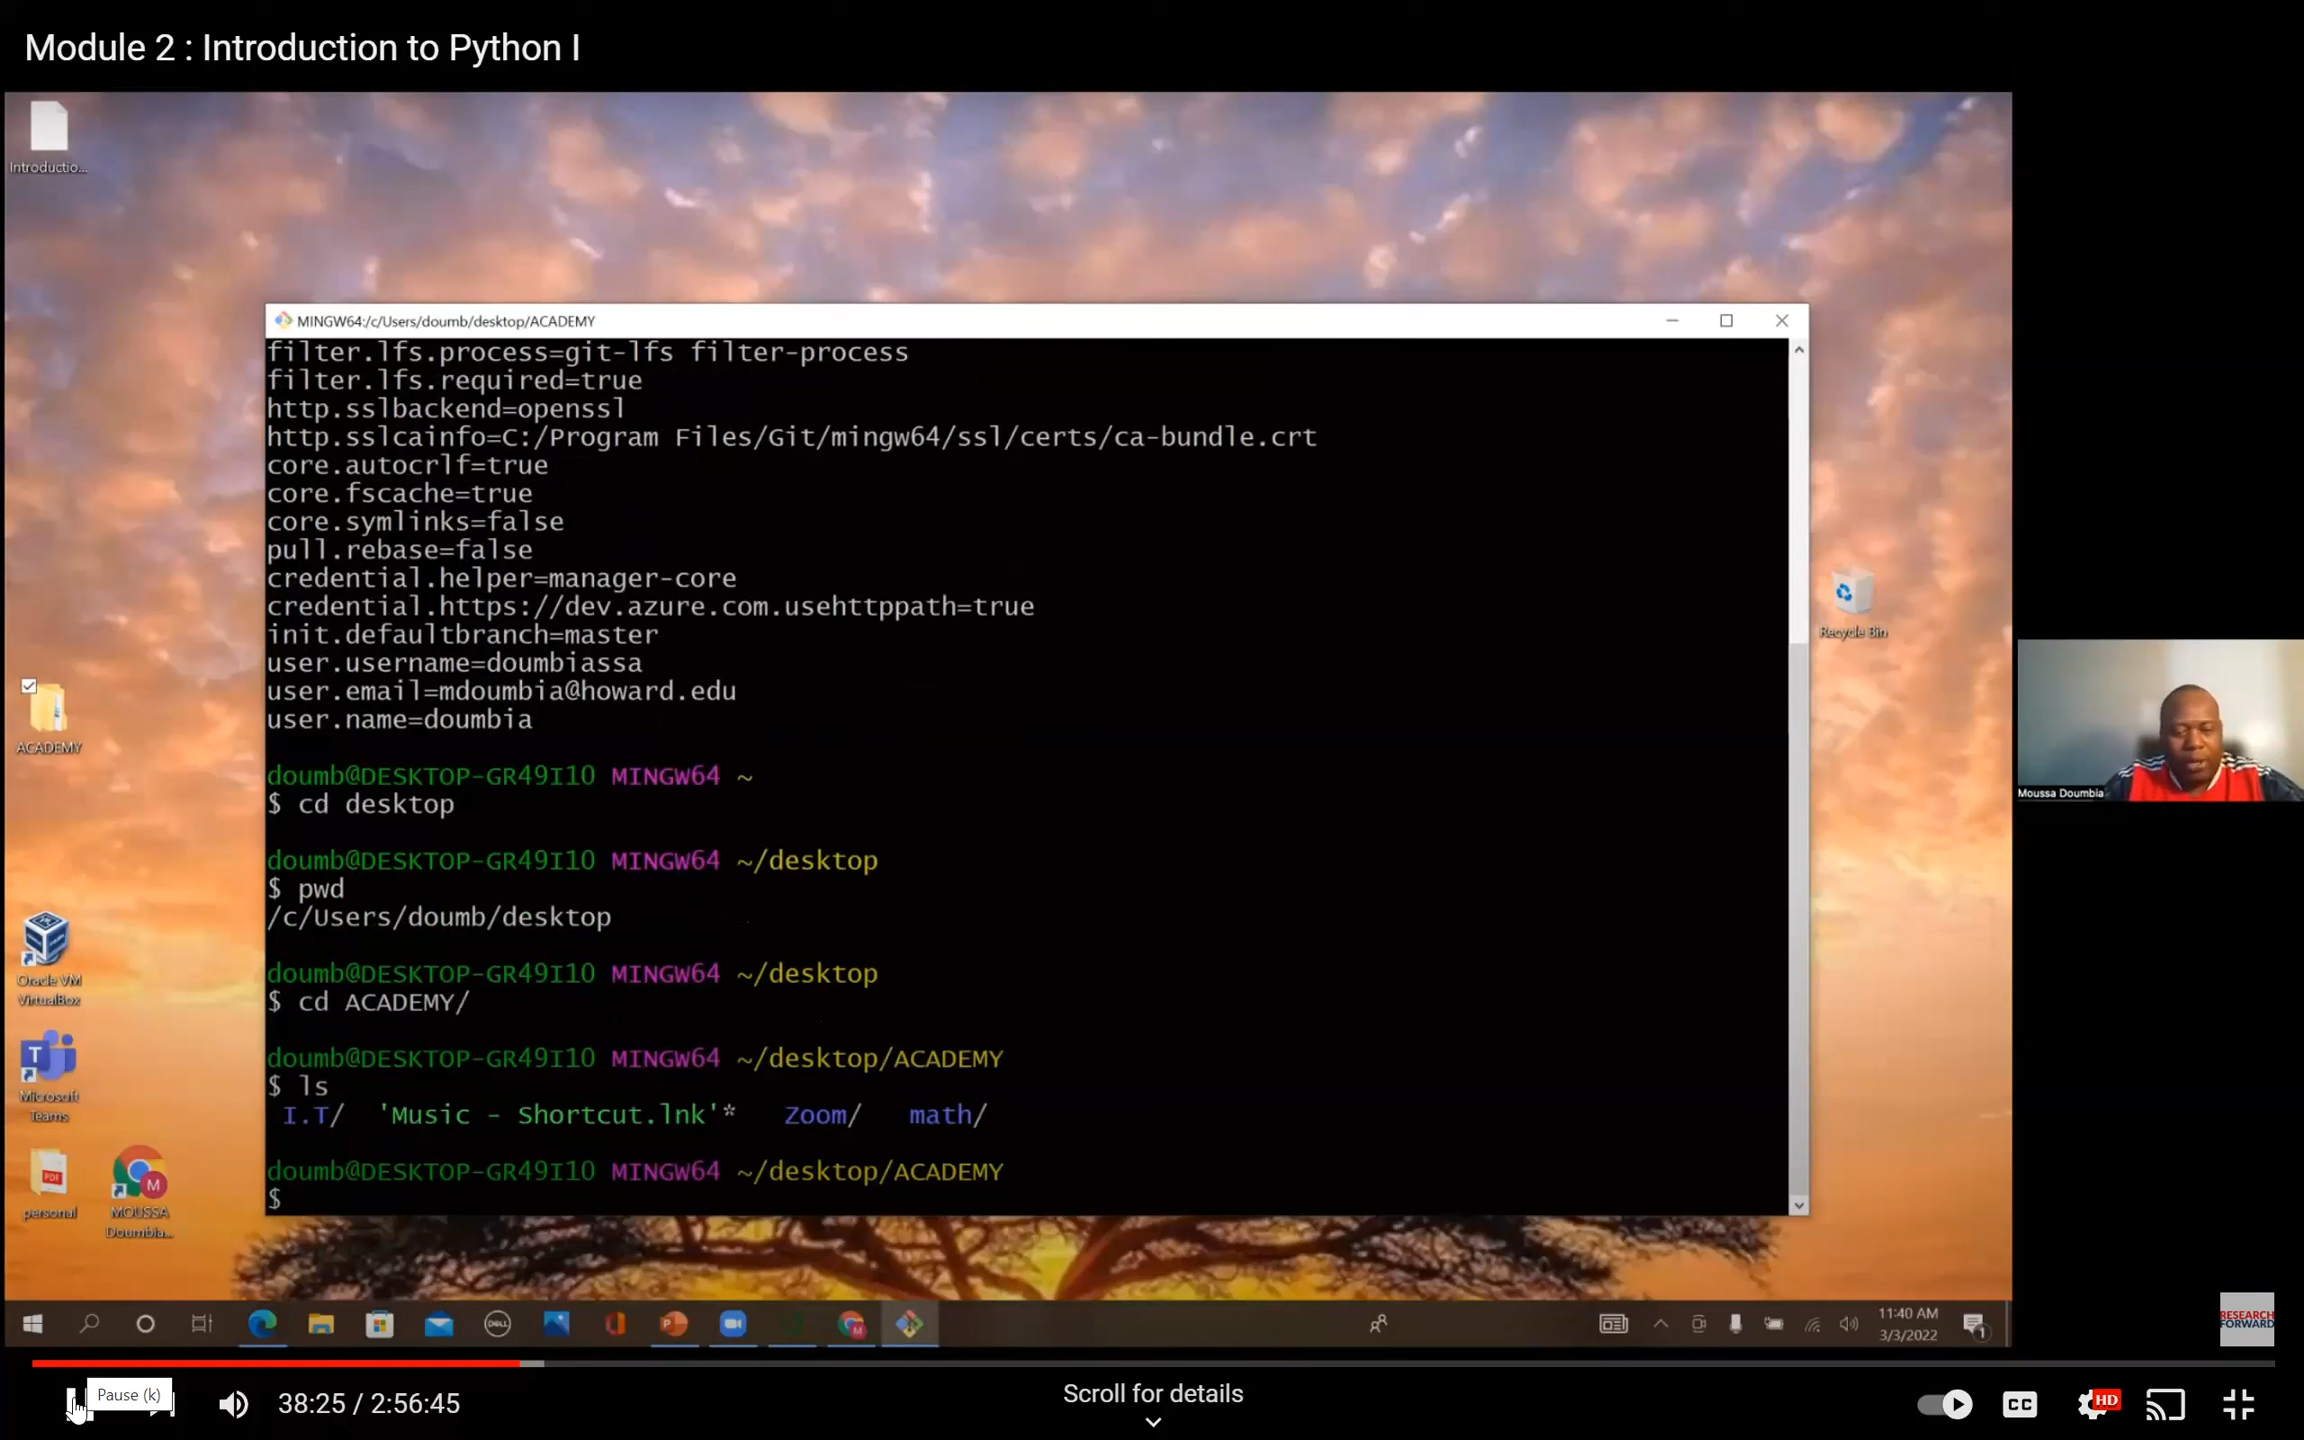 Module 2 : Introduction to Python I
Introductio...
MINGW64:/c/Users/doumb/desktop/ACADEMY
filter.lfs.process=git-lfs filter-process
filter.lfs.required=true
http.sslbackend=openssl
http.sslcainfo=C:/Program Files/Git/mingw64/ssl/certs/ca-bundle.crt
core.autocrlf=true
core.fscache=true
core.symlinks=false
pull.rebase=false
credential.helper=manager-core
credential.https://dev.azure.com.usehttppath=true
init.defaultbranch=master
user.username=doumbiassa
user.email=mdoumbia@howard.edu
user.name=doumbia
doumb@DESKTOP-GR49I10 MINGW64 ~
$ cd desktop
doumb@DESKTOP-GR49I10 MINGW64 ~/desktop
$ pwd
/c/Users/doumb/desktop
doumb@DESKTOP-GR49I10 MINGW64 ~/desktop
$ cd ACADEMY/
doumb@DESKTOP-GR49I10 MINGW64 ~/desktop/ACADEMY
$ ls
I.T/ 'Music - Shortcut.lnk'* Zoom/ math/
doumb@DESKTOP-GR49I10 MINGW64 ~/desktop/ACADEMY
$
Recycle Bin
Moussa Doumbia
ACADEMY
Oracle VM
VirtualBox
T
Microsoft
Teams
PDF
personal
M
MOUSSA
Doumbia...
DELL
P
M
11:40 AM
3/3/2022
1
RESEARCH
FORWARD
Pause (k)
38:25 / 2:56:45
Scroll for details
CC
HD